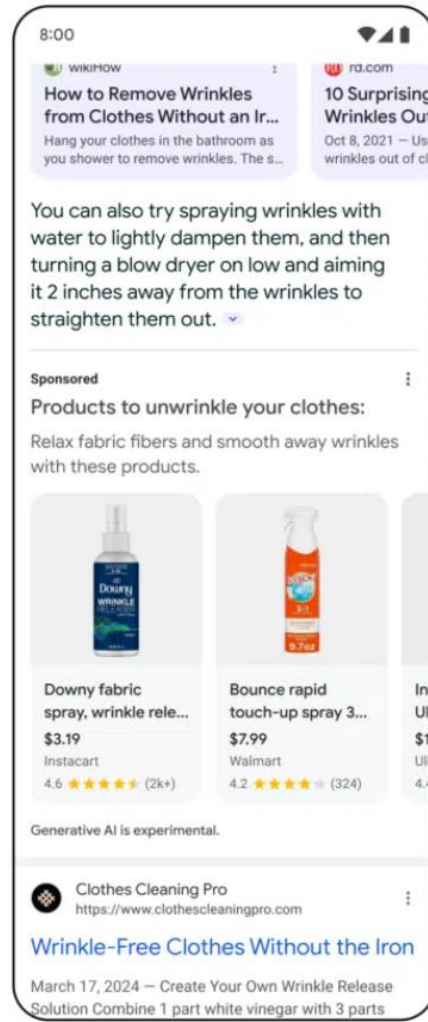 8:00
wikiHow
How to Remove Wrinkles
from Clothes Without an Ir...
Hang your clothes in the bathroom as
you shower to remove wrinkles. The s...
rd.com
10 Surprising
Wrinkles Ou
Oct 8, 2021 — Us
wrinkles out of cl
You can also try spraying wrinkles with
water to lightly dampen them, and then
turning a blow dryer on low and aiming
it 2 inches away from the wrinkles to
straighten them out.
Sponsored
Products to unwrinkle your clothes:
Relax fabric fibers and smooth away wrinkles
with these products.
Downy
WRINKLE
9.7oz
Downy fabric
spray, wrinkle rele...
$3.19
Instacart
4.6 (2k+)
Bounce rapid
touch-up spray 3...
$7.99
Walmart
4.2 (324)
In
Ul
$1
Ul
4.4
Generative AI is experimental.
Clothes Cleaning Pro
https://www.clothescleaningpro.com
Wrinkle-Free Clothes Without the Iron
March 17, 2024 — Create Your Own Wrinkle Release
Solution Combine 1 part white vinegar with 3 parts